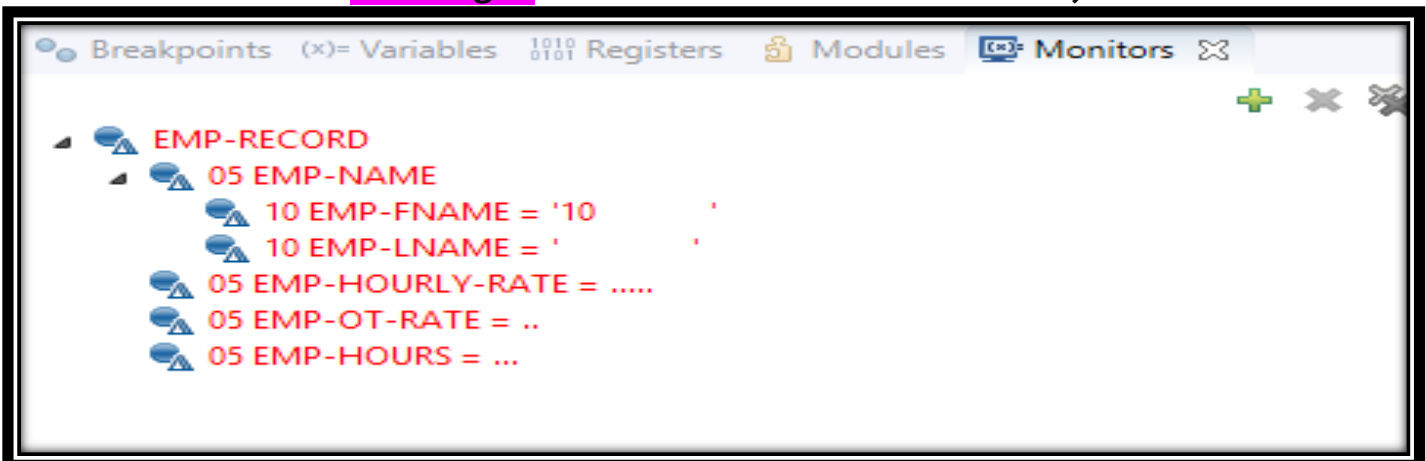 Breakpoints (x)= Variables 1010 0101 Registers Modules (x)= Monitors
EMP-RECORD
05 EMP-NAME
10 EMP-FNAME = '10        '
10 EMP-LNAME = '          '
05 EMP-HOURLY-RATE = .....
05 EMP-OT-RATE = ..
05 EMP-HOURS = ...